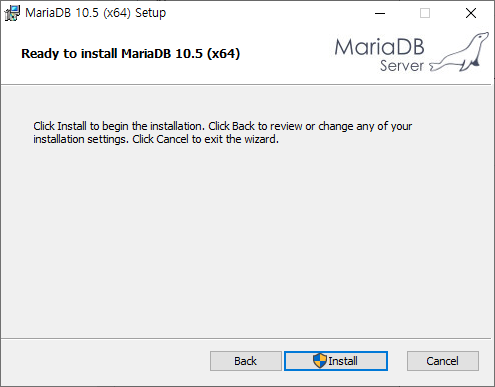 MariaDB 10.5 (x64) Setup
Ready to install MariaDB 10.5 (x64)
MariaDB
Server
Click Install to begin the installation. Click Back to review or change any of your
installation settings. Click Cancel to exit the wizard.
Back
Install
Cancel